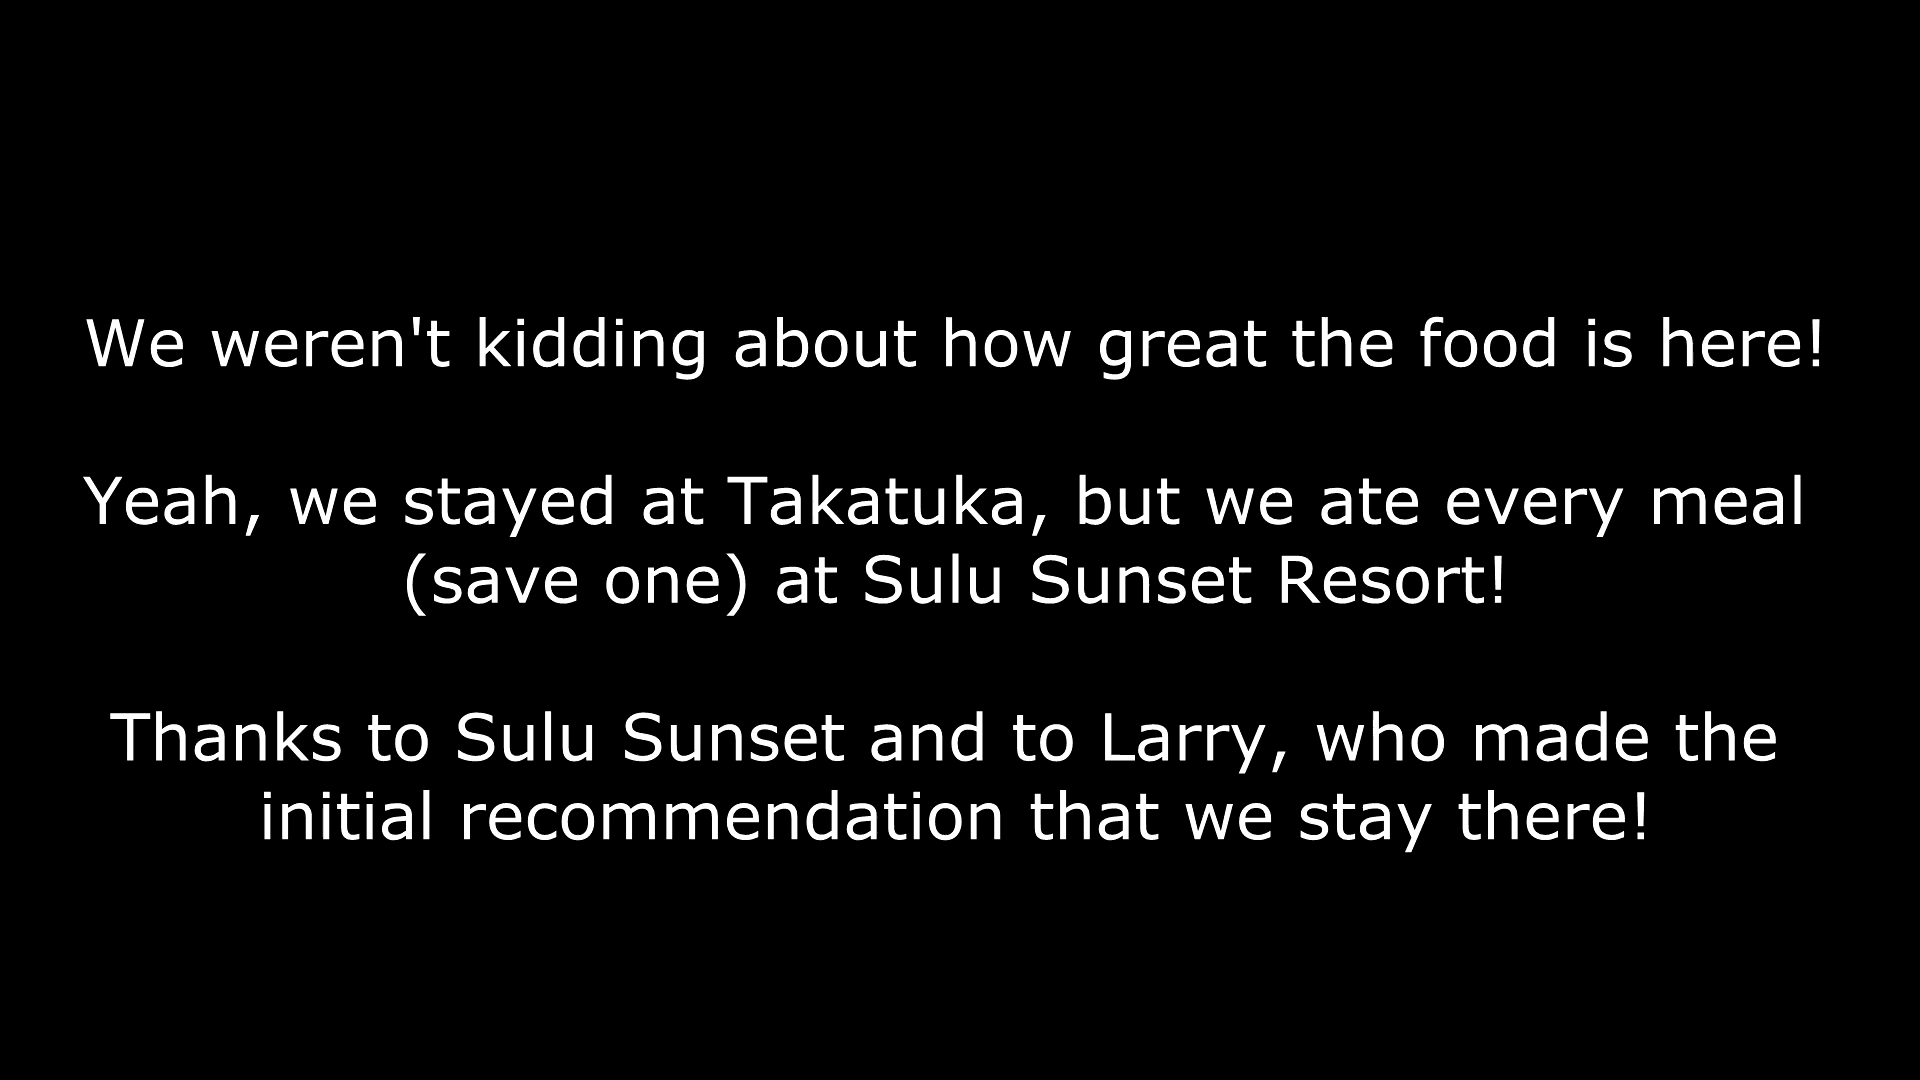 We weren't kidding about how great the food is here!
Yeah, we stayed at Takatuka, but we ate every meal
(save one) at Sulu Sunset Resort!
Thanks to Sulu Sunset and to Larry, who made the
initial recommendation that we stay there!